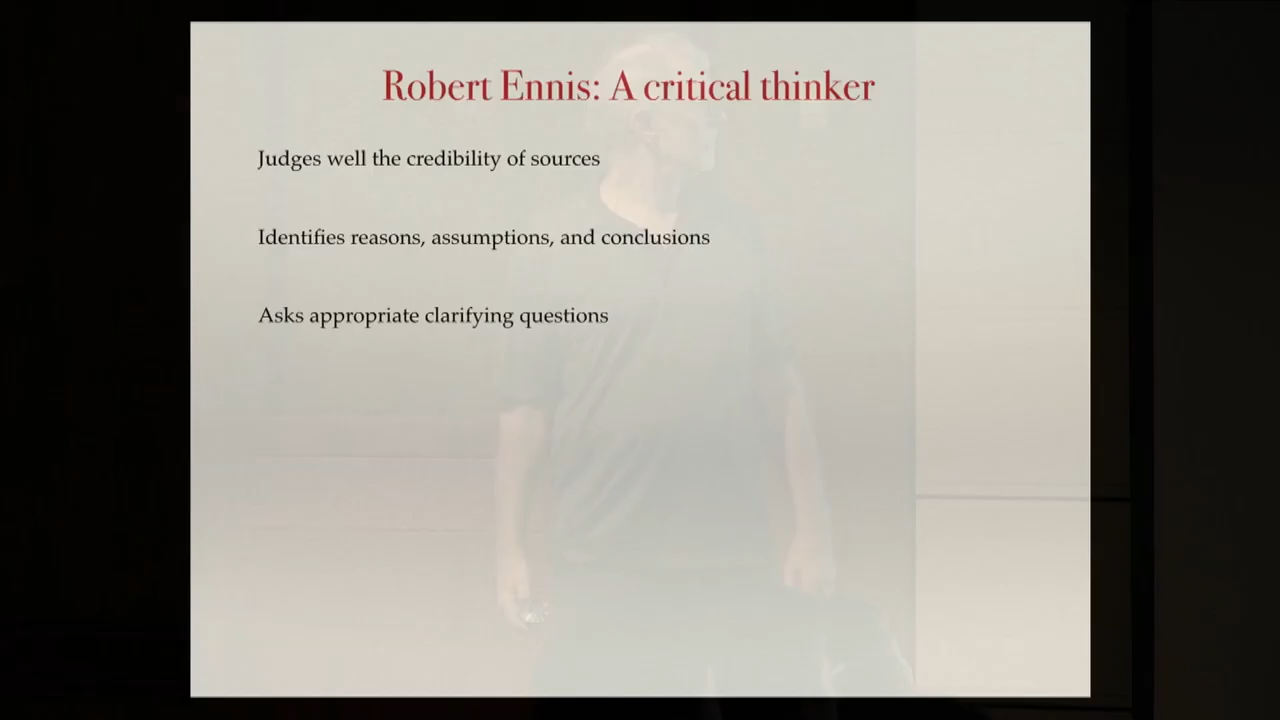 Robert Ennis: A critical thinker
Judges well the credibility of sources
Identifies reasons, assumptions, and conclusions
Asks appropriate clarifying questions